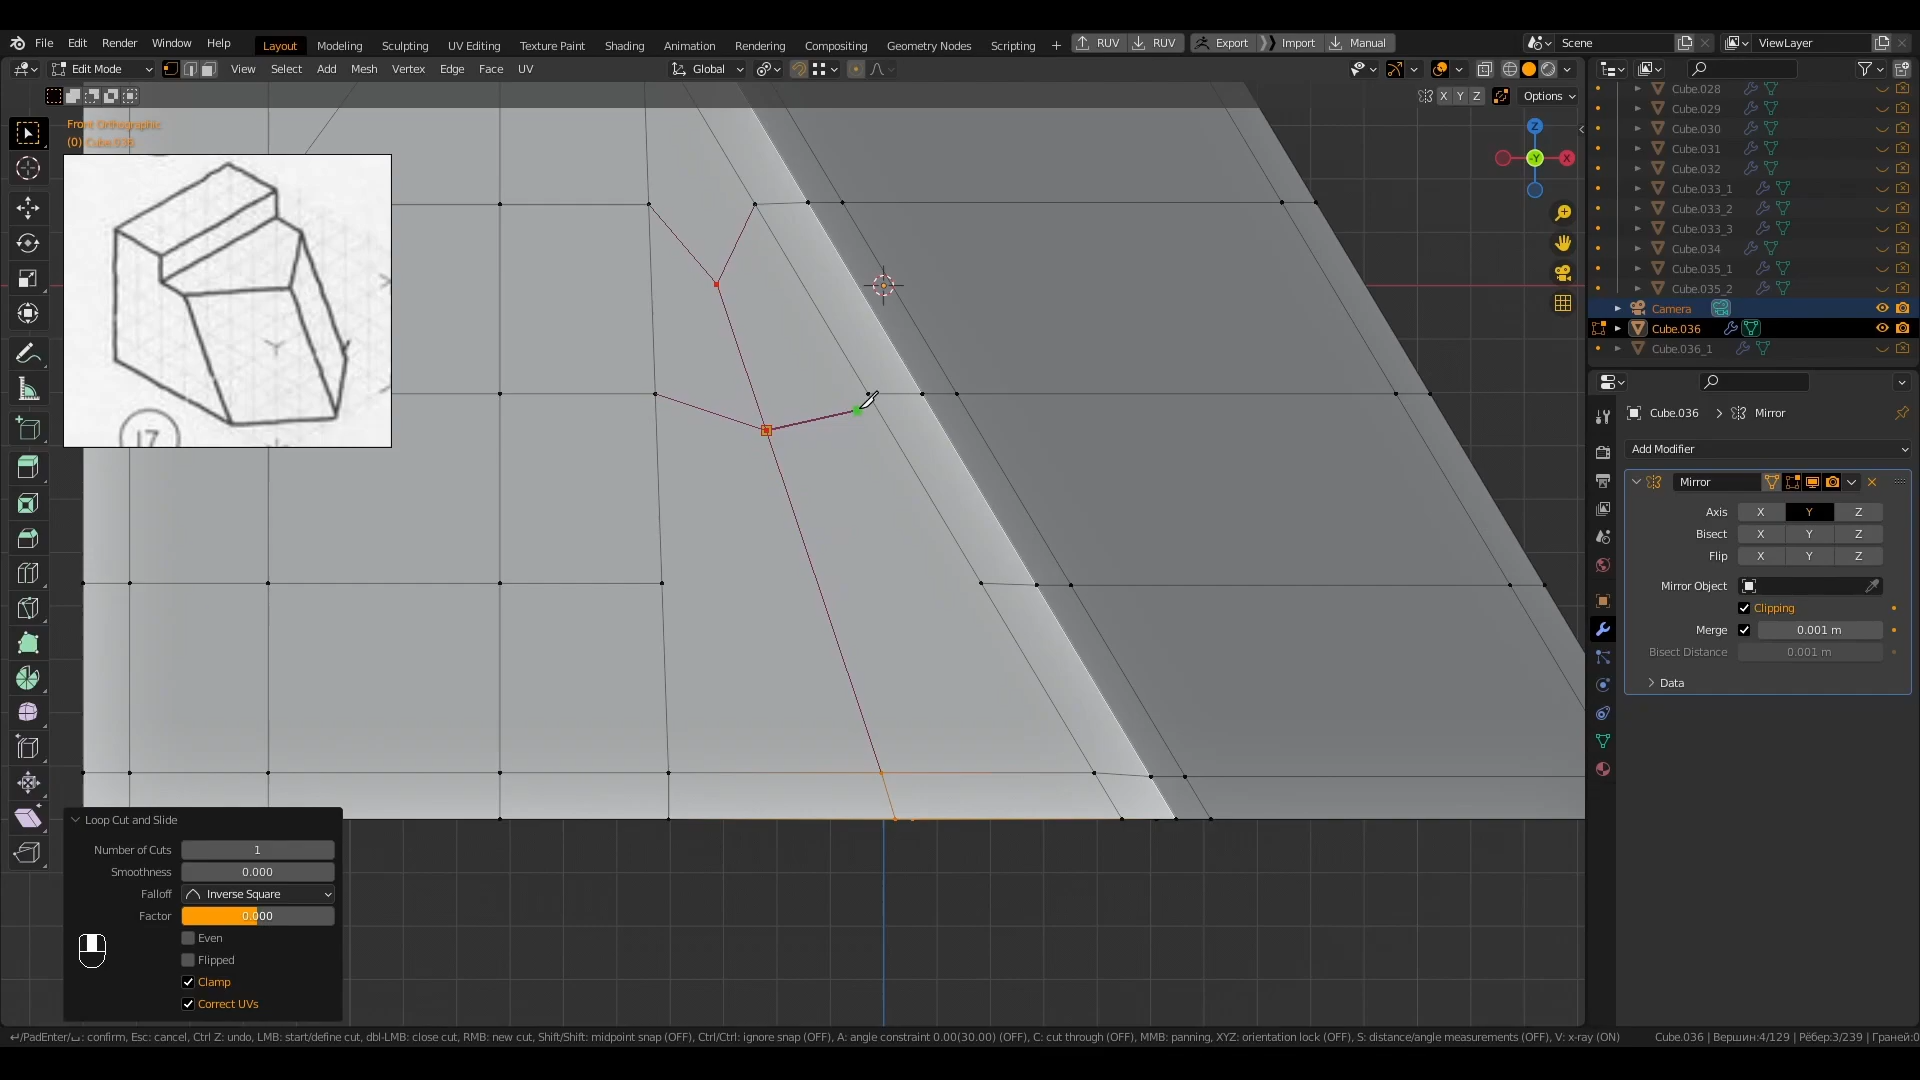 File Edit Render Window Help Layout Modeling Sculpting UV Editing Texture Paint Shading Animation Rendering Compositing Geometry Nodes Scripting + RUV RUV Export Import Manual Scene ViewLayer
Edit Mode View Select Add Mesh Vertex Edge Face UV Global
X Y Z Options
Front Orthographic
(0) Cube.036
17
Z
-Y
X
Cube.028
Cube.029
Cube.030
Cube.031
Cube.032
Cube.033_1
Cube.033_2
Cube.033_3
Cube.034
Cube.035_1
Cube.035_2
Camera
Cube.036
Cube.036_1
Cube.036 > Mirror
Add Modifier
Mirror
Axis X Y Z
Bisect X Y Z
Flip X Y Z
Mirror Object
Clipping
Merge 0.001 m
Bisect Distance 0.001 m
Data
Loop Cut and Slide
Number of Cuts 1
Smoothness 0.000
Falloff Inverse Square
Factor 0.000
Even
Flipped
Clamp
Correct UVs
↵/PadEnter/␣: confirm, Esc: cancel, Ctrl Z: undo, LMB: start/define cut, dbl-LMB: close cut, RMB: new cut, Shift/Shift: midpoint snap (OFF), Ctrl/Ctrl: ignore snap (OFF), A: angle constraint 0.00(30.00) (OFF), C: cut through (OFF), MMB: panning, XYZ: orientation lock (OFF), S: distance/angle measurements (OFF), V: x-ray (ON) Cube.036 | Вершин:4/129 | Рёбер:3/239 | Граней:0